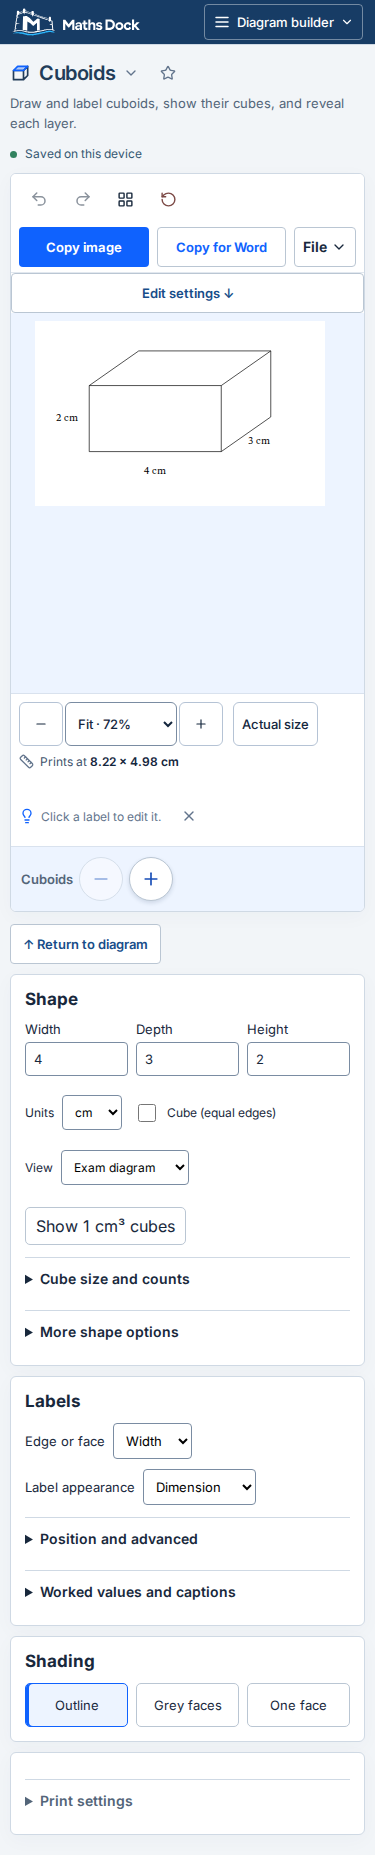 Maths Dock
Diagram builder
Cuboids
Draw and label cuboids, show their cubes, and reveal
each layer.
Saved on this device
Copy image
Copy for Word
File
Edit settings ↓
2 cm
3 cm
4 cm
−
Fit · 72%
+
Actual size
Prints at 8.22 × 4.98 cm
Click a label to edit it.
Cuboids
−
+
↑ Return to diagram
Shape
Width Depth Height
4 3 2
Units cm Cube (equal edges)
View Exam diagram
Show 1 cm³ cubes
Cube size and counts
More shape options
Labels
Edge or face Width
Label appearance Dimension
Position and advanced
Worked values and captions
Shading
Outline Grey faces One face
Print settings